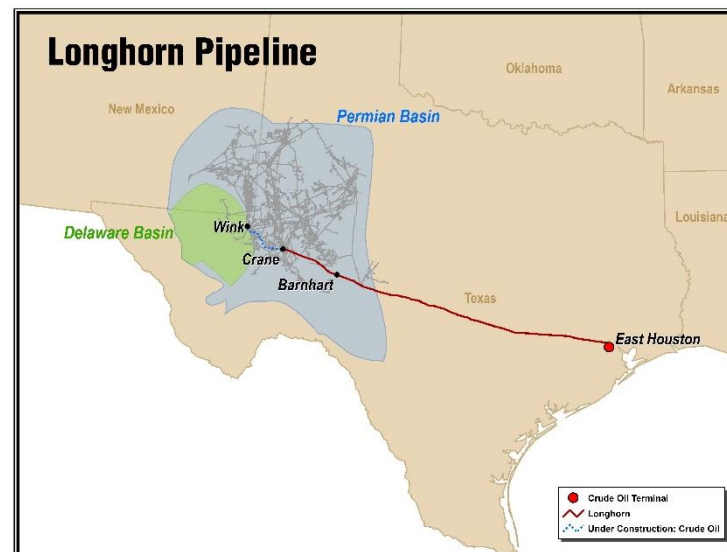 Longhorn Pipeline
Oklahoma
Arkansas
New Mexico
Permian Basin
Louisiana
Wink
Delaware Basin
Crane
Barnhart
Texas
East Houston
Crude Oil Terminal
Longhorn
Under Construction: Crude Oil